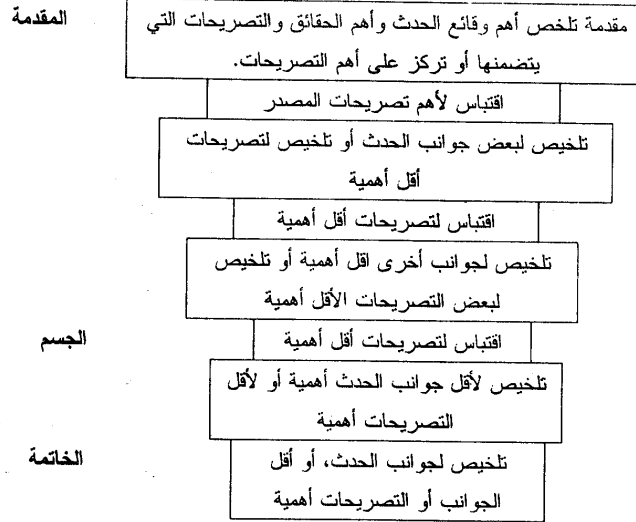 المقدمة
مقدمة تلخص أهم وقائع الحدث وأهم الحقائق والتصريحات التي
يتضمنها أو تركز على أهم التصريحات.
اقتباس لأهم تصريحات المصدر
تلخيص لبعض جوانب الحدث أو تلخيص لتصريحات
أقل أهمية
اقتباس لتصريحات أقل أهمية
تلخيص لجوانب أخرى اقل أهمية أو تلخيص
لبعض التصريحات الأقل أهمية
الجسم
اقتباس لتصريحات أقل أهمية
تلخيص لأقل جوانب الحدث أهمية أو لأقل
التصريحات أهمية
الخاتمة
تلخيص لجوانب الحدث، أو أقل
الجوانب أو التصريحات أهمية